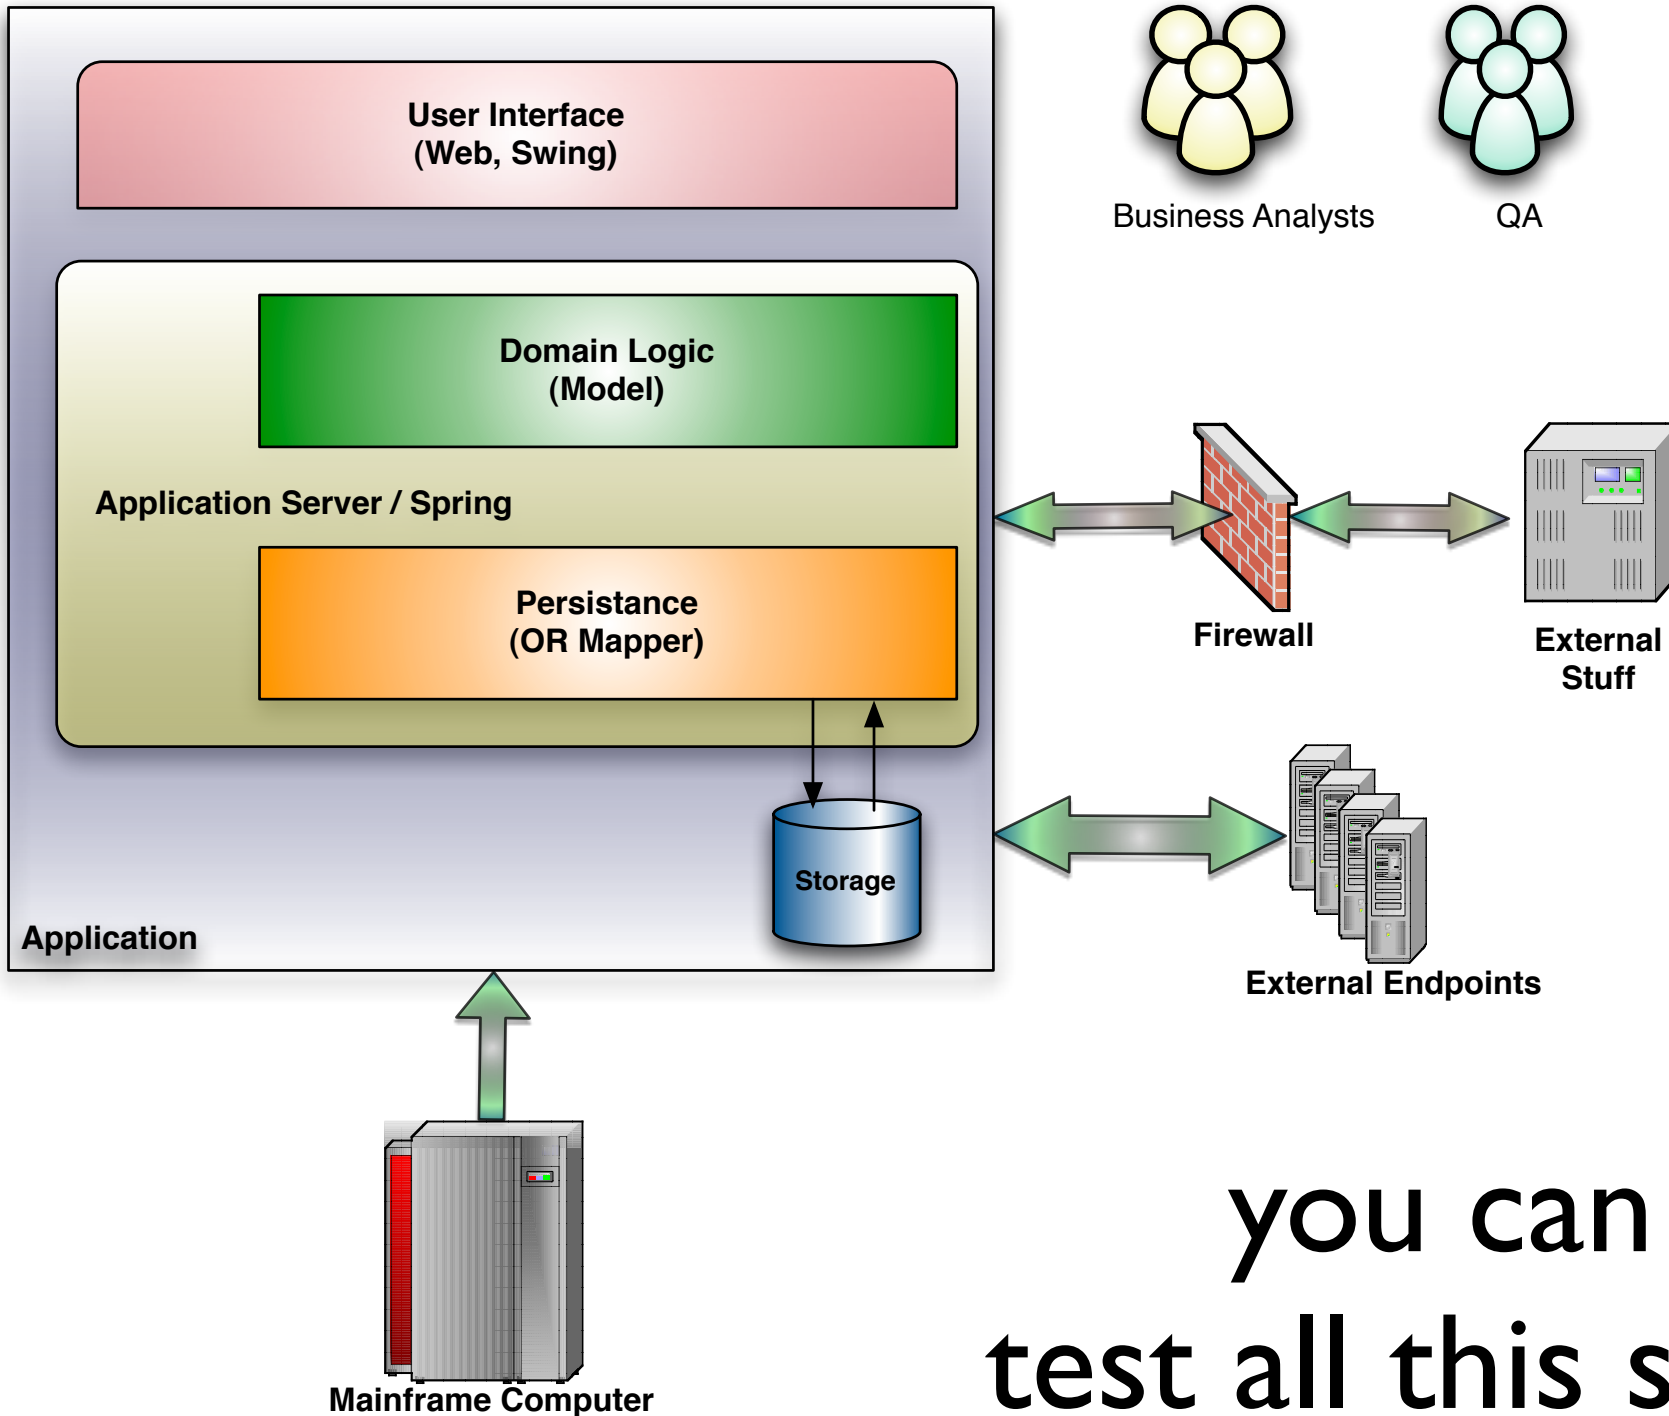 User Interface
(Web, Swing)
Business Analysts
QA
Domain Logic
(Model)
Application Server / Spring
Persistance
(OR Mapper)
Firewall
External
Stuff
Storage
Application
External Endpoints
Mainframe Computer
you can
test all this s